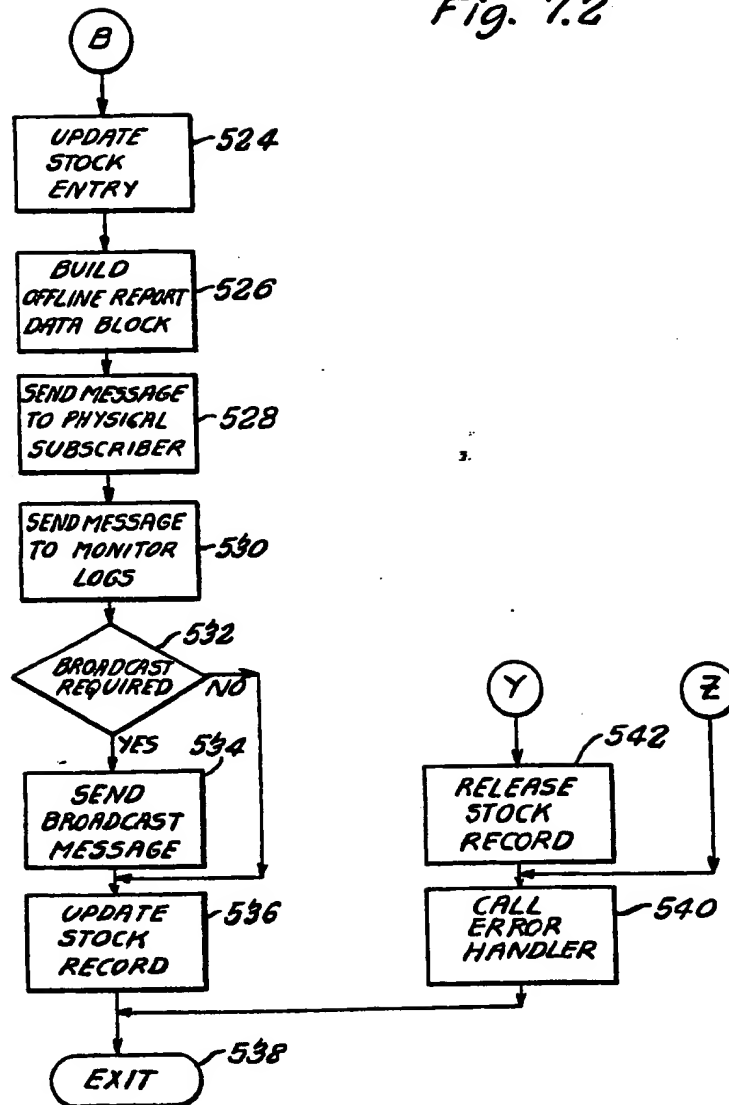 Fig. 7.2
B
UPDATE
STOCK
ENTRY
524
BUILD
OFFLINE REPORT
DATA BLOCK
526
SEND MESSAGE
TO PHYSICAL
SUBSCRIBER
528
SEND MESSAGE
TO MONITOR
LOGS
530
532
BROADCAST
REQUIRED
NO
YES
534
SEND
BROADCAST
MESSAGE
UPDATE
STOCK
RECORD
536
EXIT
538
Y
Z
542
RELEASE
STOCK
RECORD
CALL
ERROR
HANDLER
540